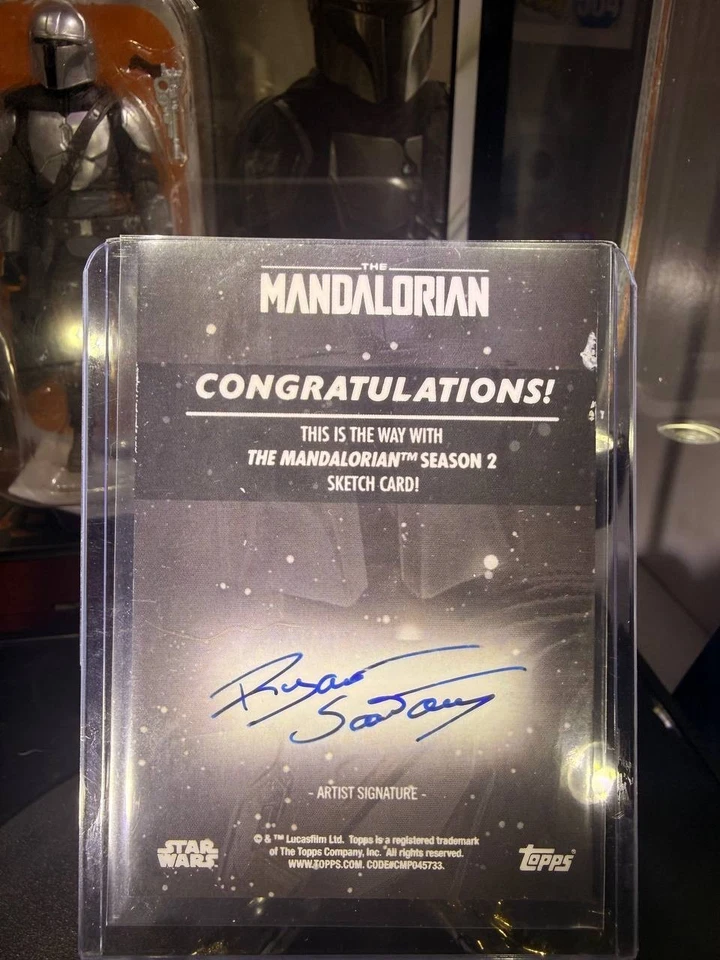 THE
MANDALORIAN
CONGRATULATIONS!
THIS IS THE WAY WITH
THE MANDALORIAN™ SEASON 2
SKETCH CARD!
- ARTIST SIGNATURE -
STAR
WARS
© & ™ Lucasfilm Ltd. Topps is a registered trademark
of The Topps Company, Inc. All rights reserved.
WWW.TOPPS.COM. CODE#CMP045733.
Topps